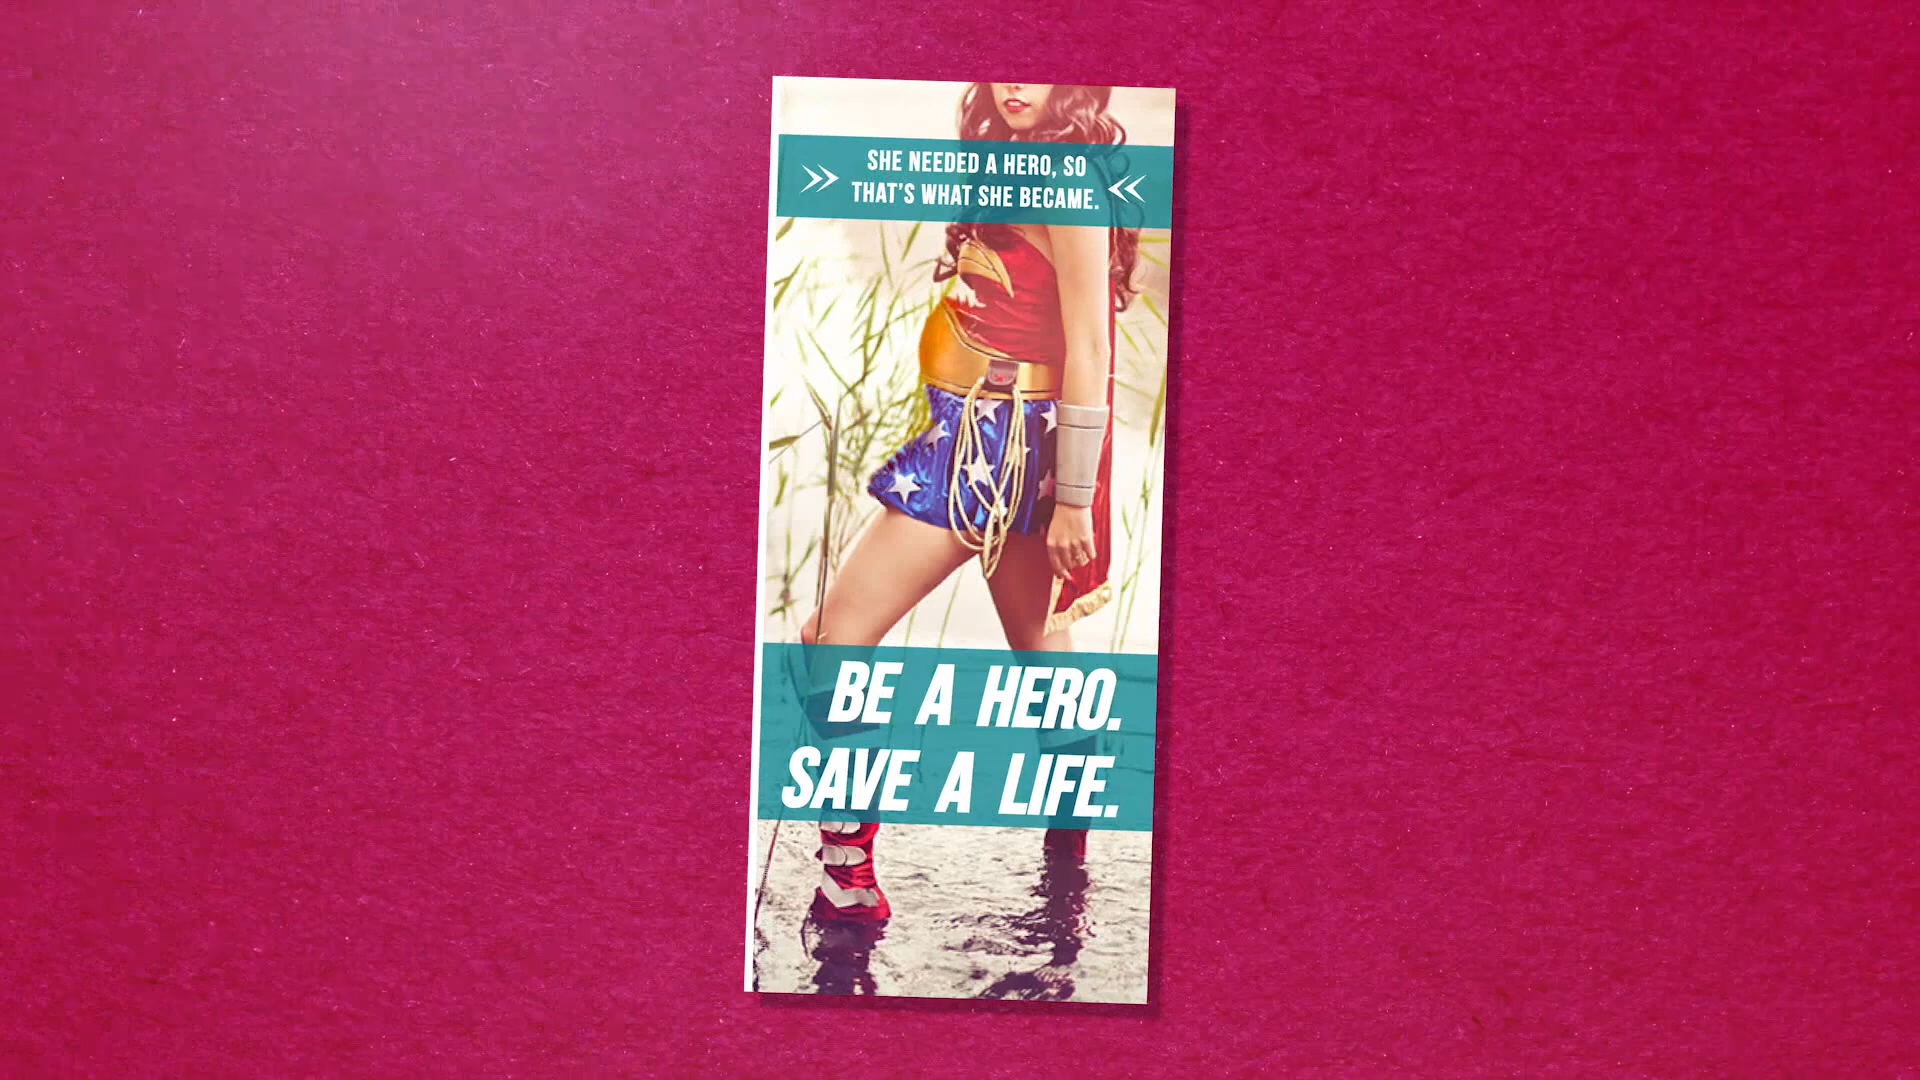 SHE NEEDED A HERO, SO
THAT'S WHAT SHE BECAME.
BE A HERO.
SAVE A LIFE.